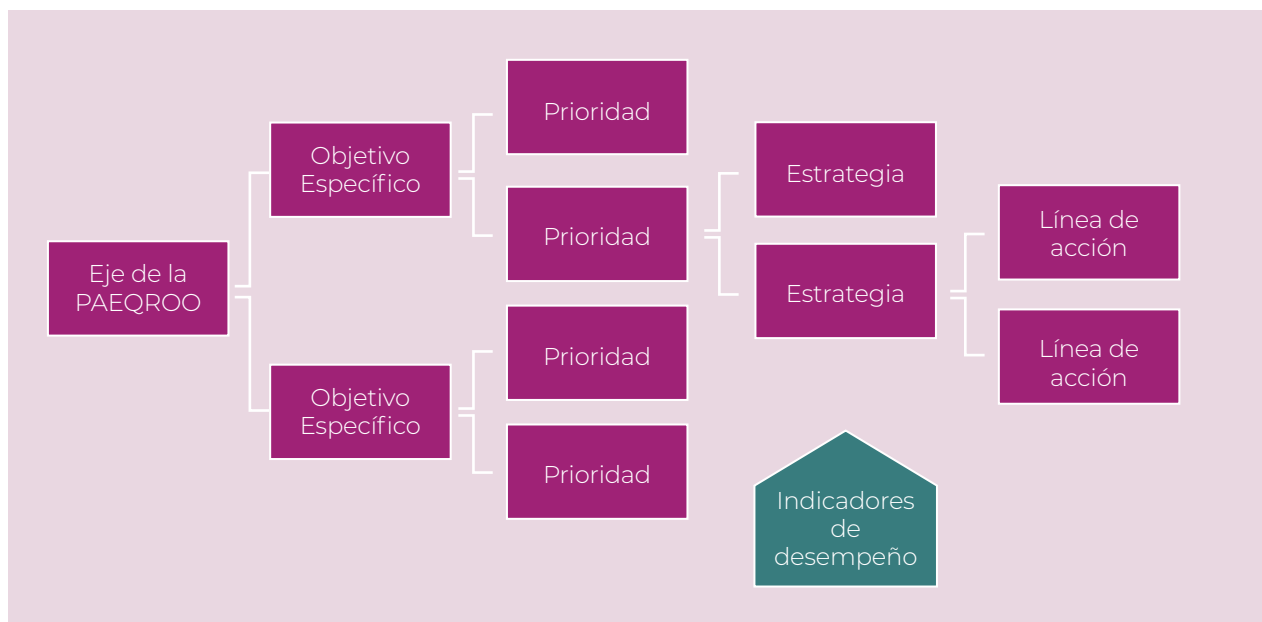 Eje de la
PAEQROO
Objetivo
Específico
Objetivo
Específico
Prioridad
Prioridad
Prioridad
Prioridad
Estrategia
Estrategia
Línea de
acción
Línea de
acción
Indicadores
de
desempeño